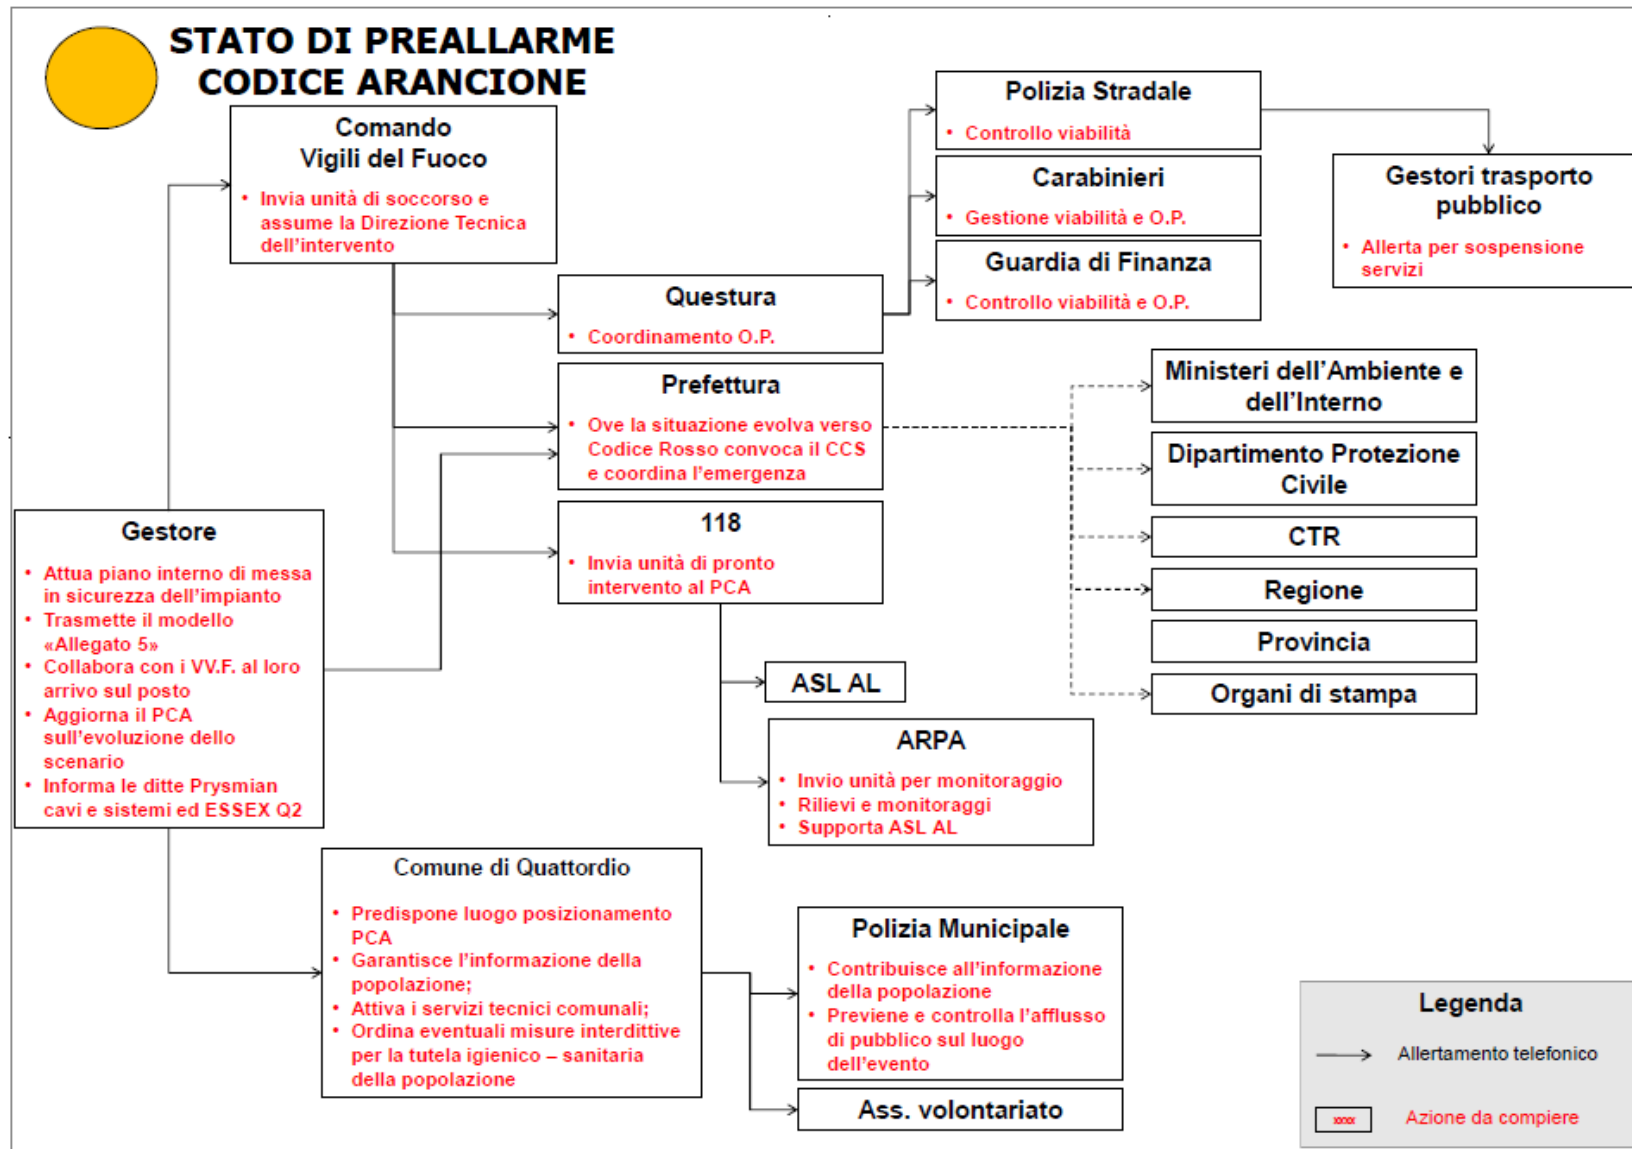 STATO DI PREALLARME
CODICE ARANCIONE
Comando
Vigili del Fuoco
• Invia unità di soccorso e
assume la Direzione Tecnica
dell'intervento
Polizia Stradale
• Controllo viabilità
Carabinieri
• Gestione viabilità e O.P.
Guardia di Finanza
• Controllo viabilità e O.P.
Gestori trasporto
pubblico
• Allerta per sospensione
servizi
Questura
• Coordinamento O.P.
Prefettura
• Ove la situazione evolva verso
Codice Rosso convoca il CCS
e coordina l'emergenza
118
• Invia unità di pronto
intervento al PCA
Ministeri dell'Ambiente e
dell'Interno
Dipartimento Protezione
Civile
CTR
Regione
Provincia
Organi di stampa
Gestore
• Attua piano interno di messa
in sicurezza dell'impianto
• Trasmette il modello
«Allegato 5»
• Collabora con i VV.F. al loro
arrivo sul posto
• Aggiorna il PCA
sull'evoluzione dello
scenario
• Informa le ditte Prysmian
cavi e sistemi ed ESSEX Q2
ASL AL
ARPA
• Invio unità per monitoraggio
• Rilievi e monitoraggi
• Supporta ASL AL
Comune di Quattordio
• Predispone luogo posizionamento
PCA
• Garantisce l'informazione della
popolazione;
• Attiva i servizi tecnici comunali;
• Ordina eventuali misure interdittive
per la tutela igienico – sanitaria
della popolazione
Polizia Municipale
• Contribuisce all'informazione
della popolazione
• Previene e controlla l'afflusso
di pubblico sul luogo
dell'evento
Ass. volontariato
Legenda
Allertamento telefonico
xxxx Azione da compiere